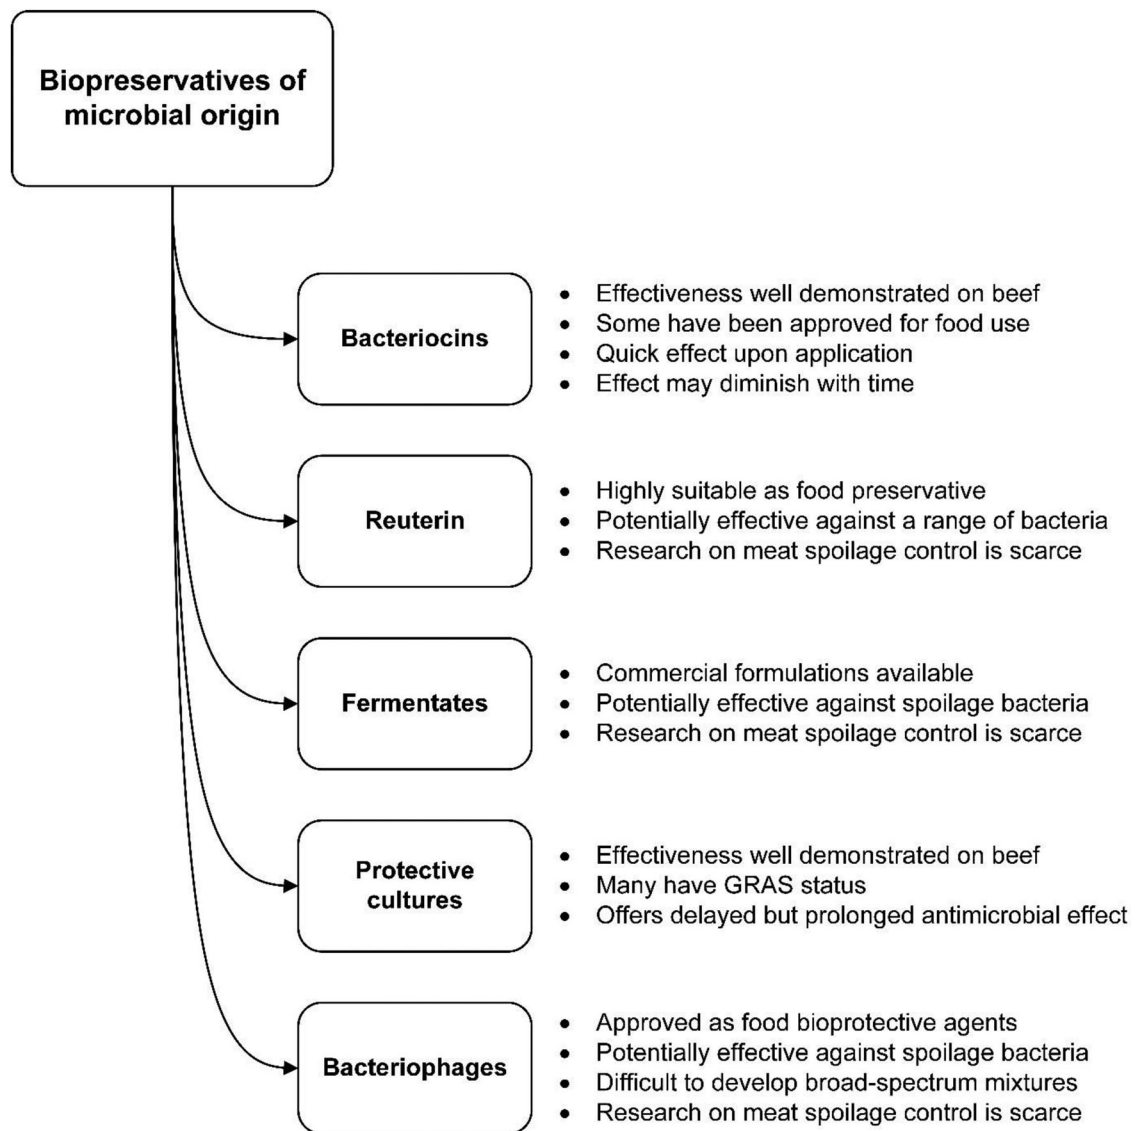 Biopreservatives of
microbial origin
Bacteriocins
• Effectiveness well demonstrated on beef
• Some have been approved for food use
• Quick effect upon application
• Effect may diminish with time
Reuterin
• Highly suitable as food preservative
• Potentially effective against a range of bacteria
• Research on meat spoilage control is scarce
Fermentates
• Commercial formulations available
• Potentially effective against spoilage bacteria
• Research on meat spoilage control is scarce
Protective
cultures
• Effectiveness well demonstrated on beef
• Many have GRAS status
• Offers delayed but prolonged antimicrobial effect
Bacteriophages
• Approved as food bioprotective agents
• Potentially effective against spoilage bacteria
• Difficult to develop broad-spectrum mixtures
• Research on meat spoilage control is scarce